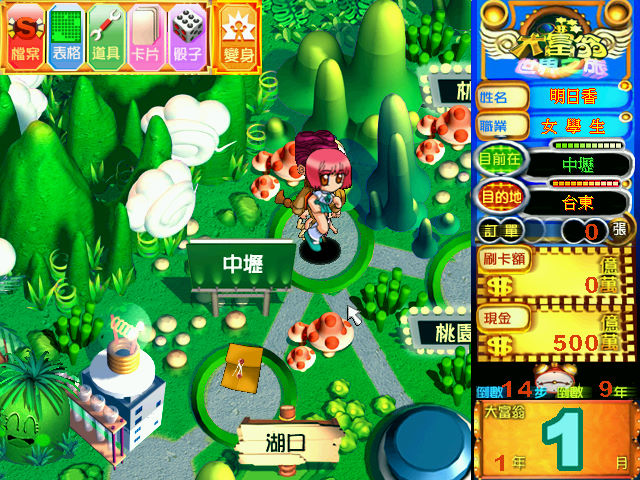 S
檔案
表格
道具
卡片
骰子
變身
大富翁
世界之旅
姓名 明日香
職業 女學生
目前在 中壢
目的地 台東
訂單 0 張
刷卡額 億
0 萬
現金 億
500 萬
倒數 14 步 倒數 9 年
大富翁
1 年 1 月
中壢
桃園
湖口